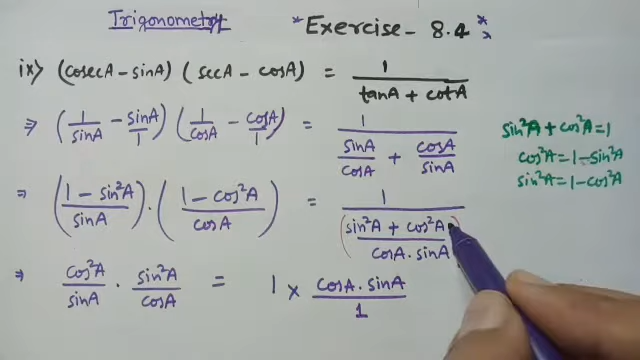 Trigonometry
*Exercise - 8.4**
ix> (cosecA - sinA) (secA - cosA) = 1/(tanA + cotA)
⇒ (1/sinA - sinA/1) (1/cosA - cosA/1) = 1/(sinA/cosA + cosA/sinA)
sin²A + cos²A = 1
cos²A = 1 - sin²A
sin²A = 1 - cos²A
⇒ ((1 - sin²A)/sinA) · ((1 - cos²A)/cosA) = 1/((sin²A + cos²A)/(cosA · sinA))
⇒ cos²A/sinA · sin²A/cosA = 1 × (cosA · sinA)/1